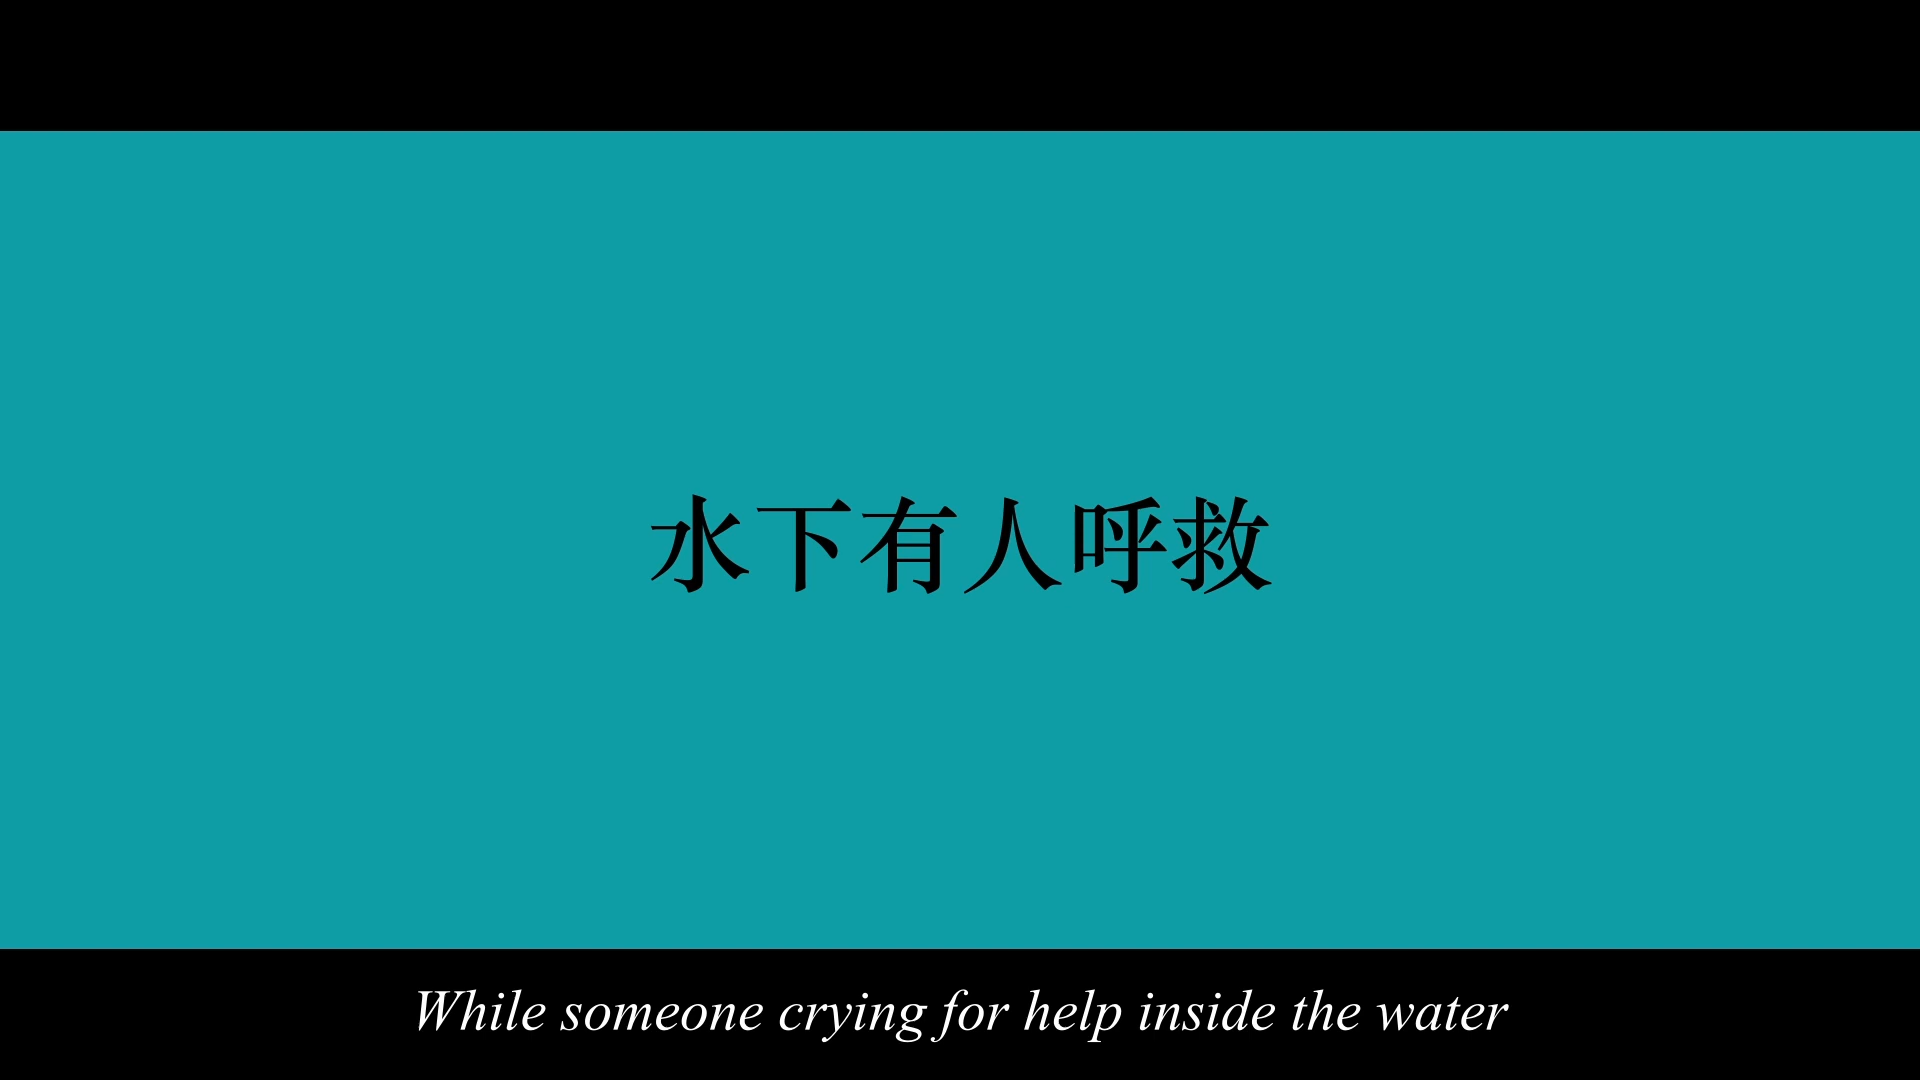 水下有人呼救
While someone crying for help inside the water